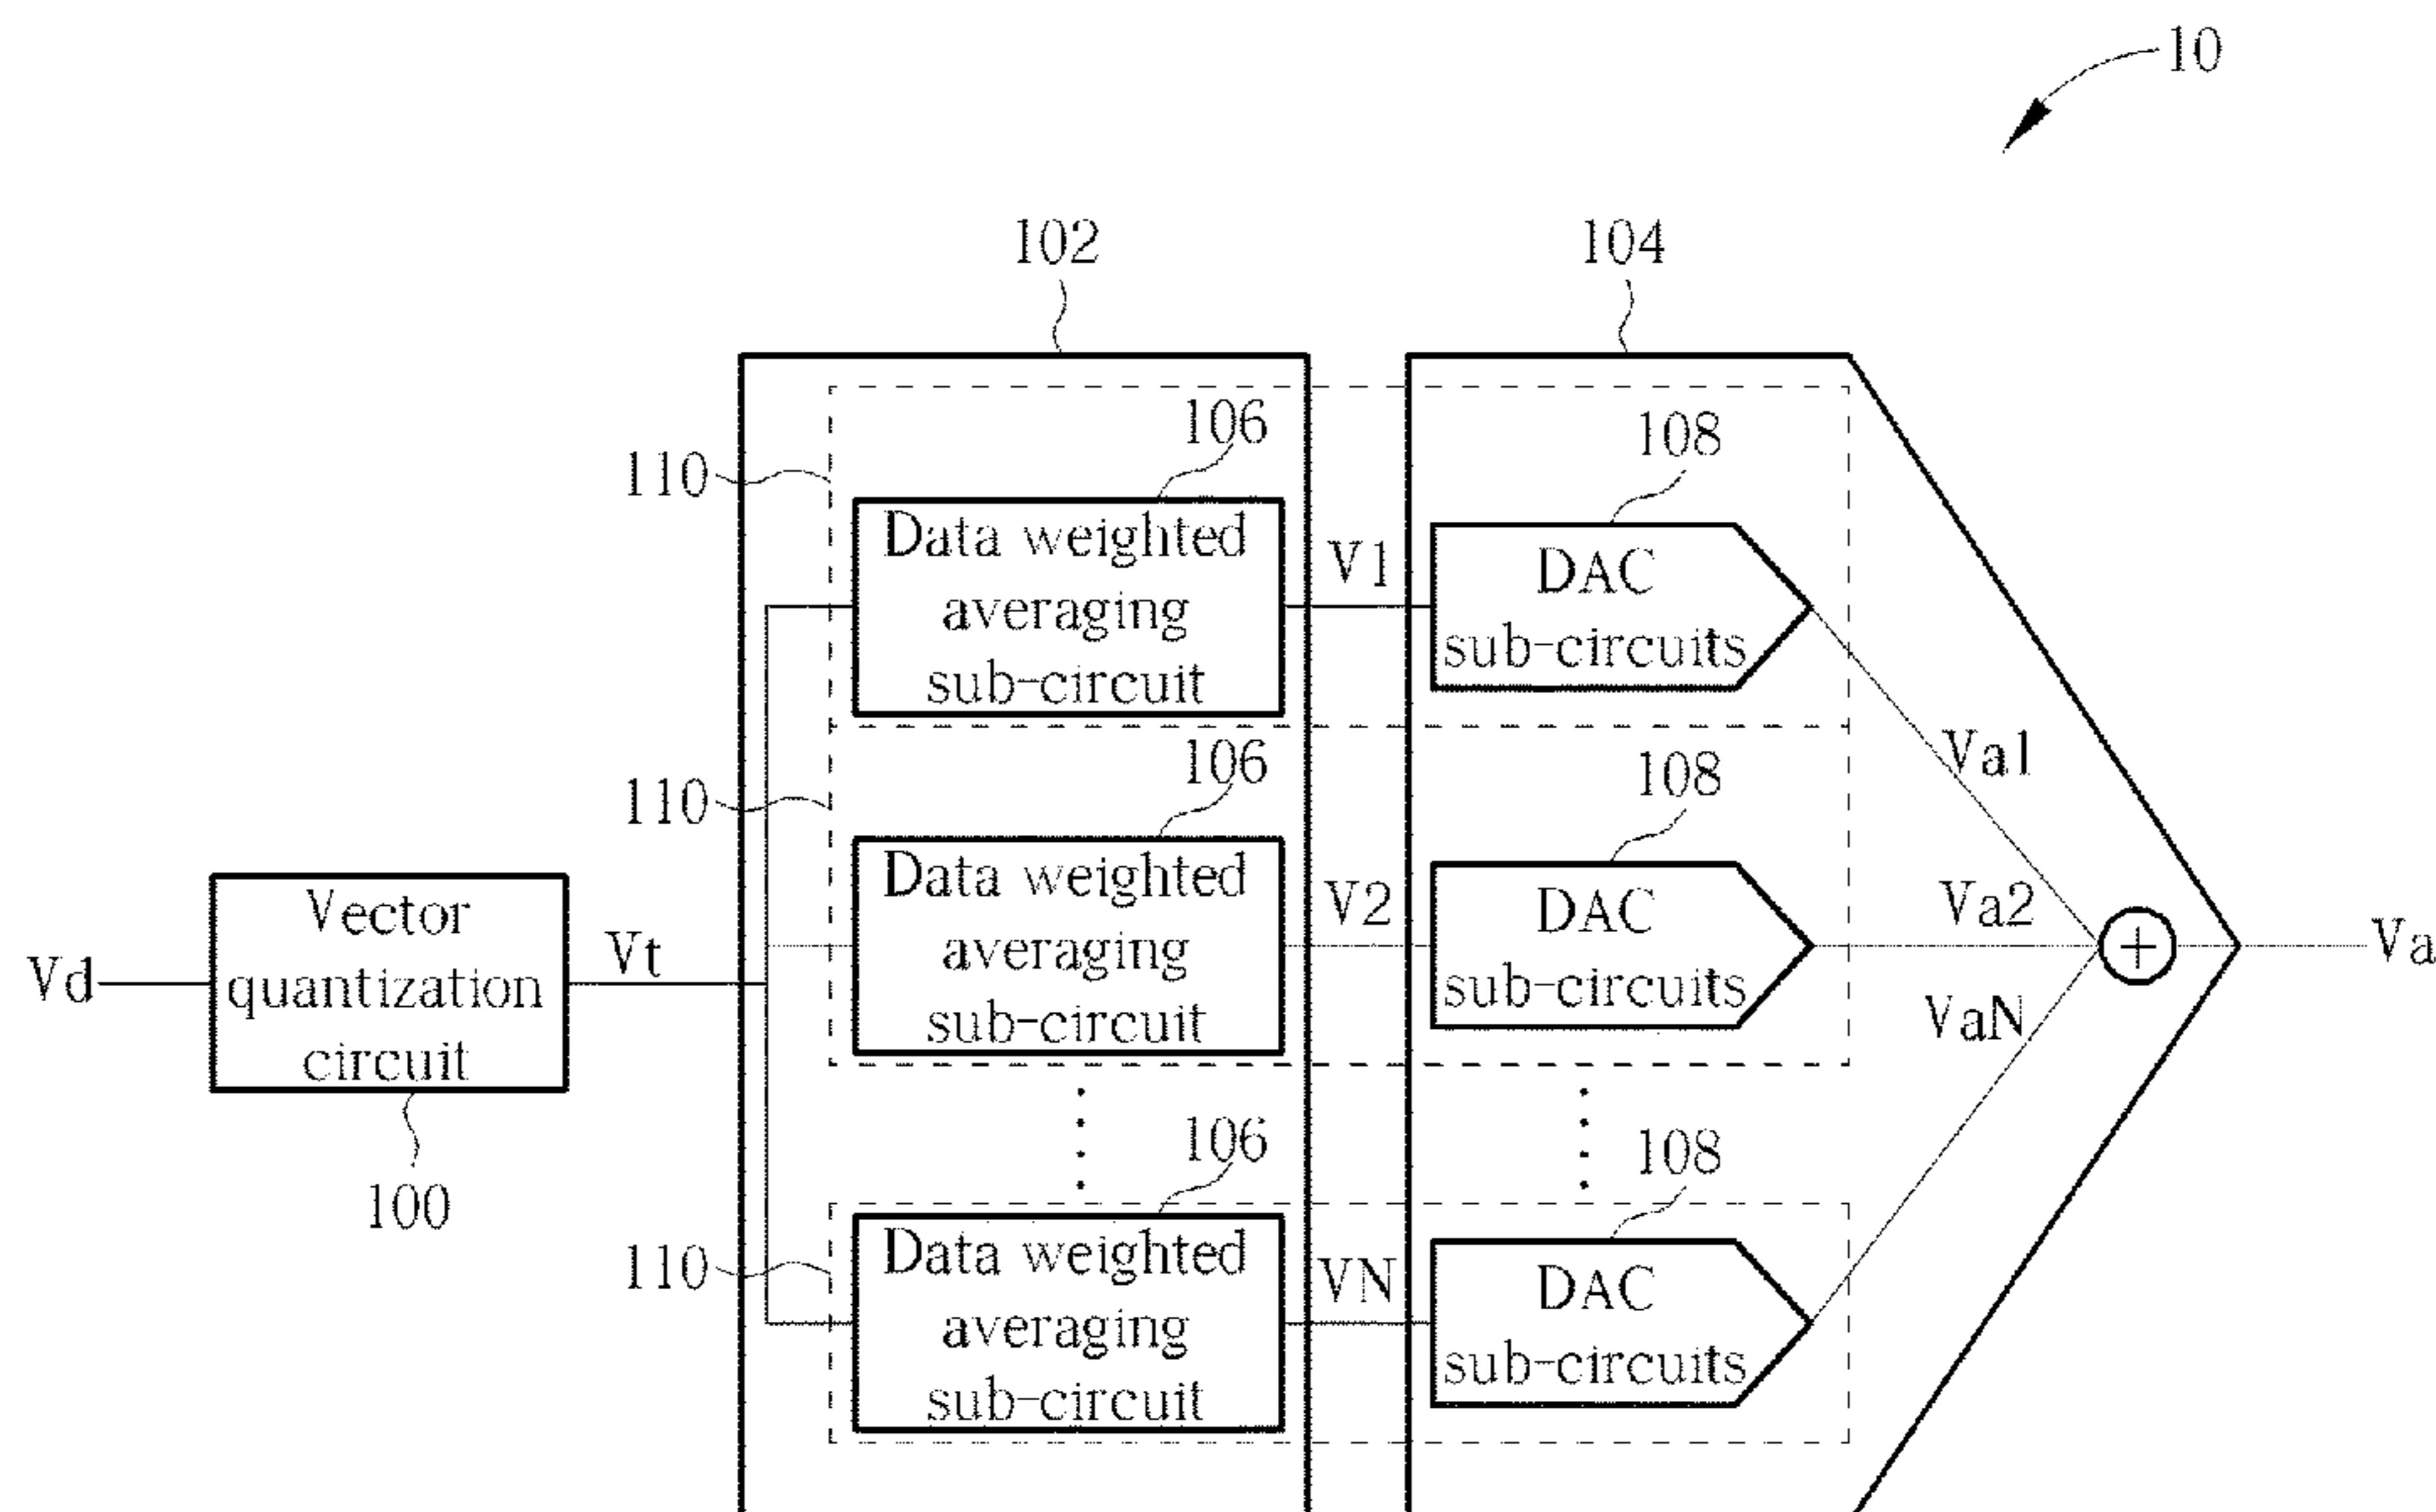 10
102
104
110
106
Data weighted
averaging
sub-circuit
V1
108
DAC
sub-circuits
Va1
110
106
Data weighted
averaging
sub-circuit
V2
108
DAC
sub-circuits
Va2
Va
Vd
Vector
quantization
circuit
100
Vt
VaN
110
106
Data weighted
averaging
sub-circuit
VN
108
DAC
sub-circuits